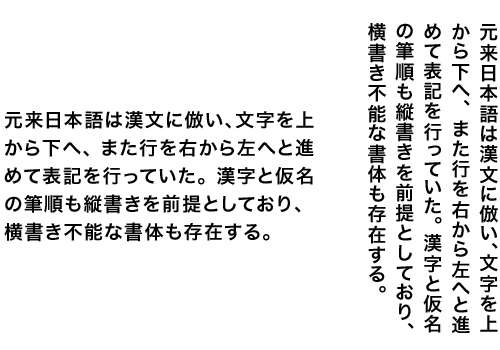 元来日本語は漢文に倣い、文字を上
から下へ、また行を右から左へと進
めて表記を行っていた。漢字と仮名
の筆順も縦書きを前提としており、
横書き不能な書体も存在する。
元来日本語は漢文に倣い、文字を上
から下へ、また行を右から左へと進
めて表記を行っていた。漢字と仮名
の筆順も縦書きを前提としており、
横書き不能な書体も存在する。